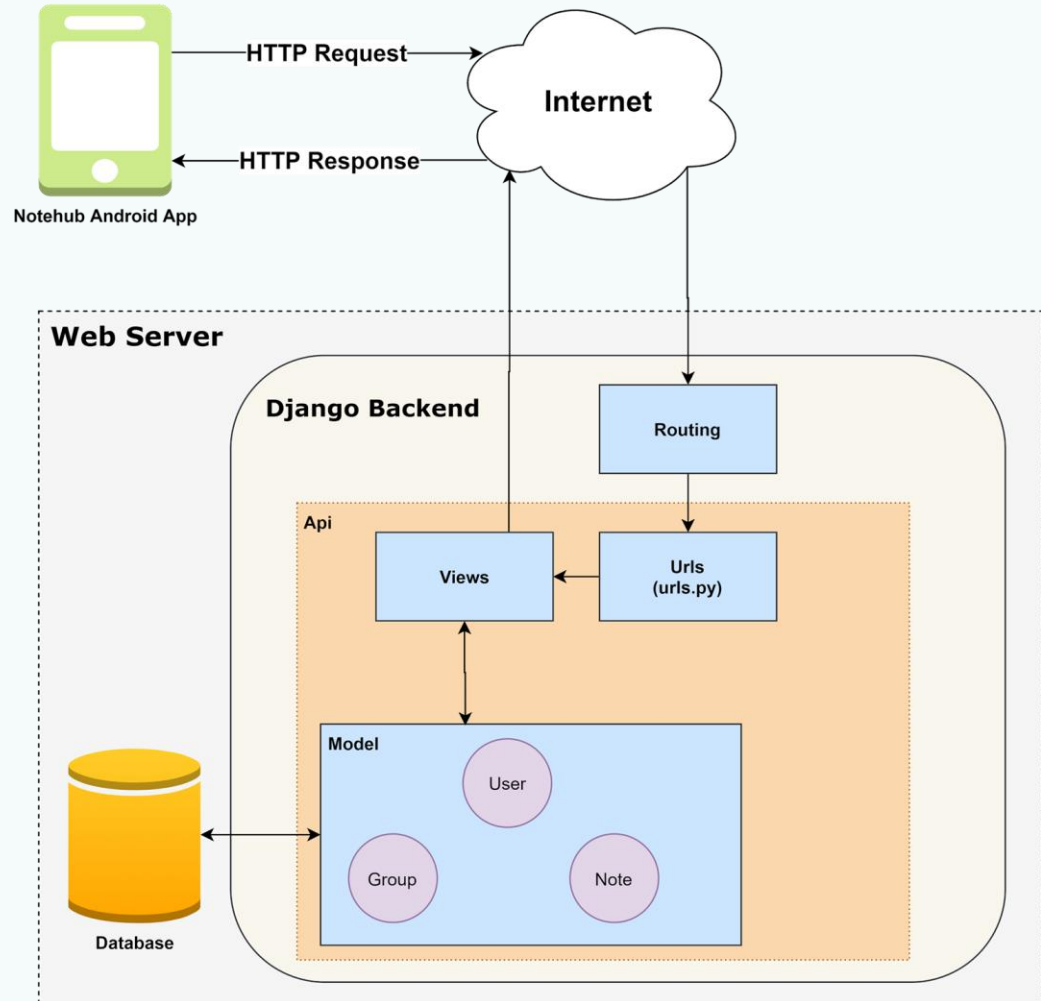 HTTP Request
Internet
HTTP Response
Notehub Android App
Web Server
Django Backend
Routing
Api
Views
Urls
(urls.py)
Model
User
Group
Note
Database